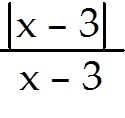 |x – 3|
x – 3